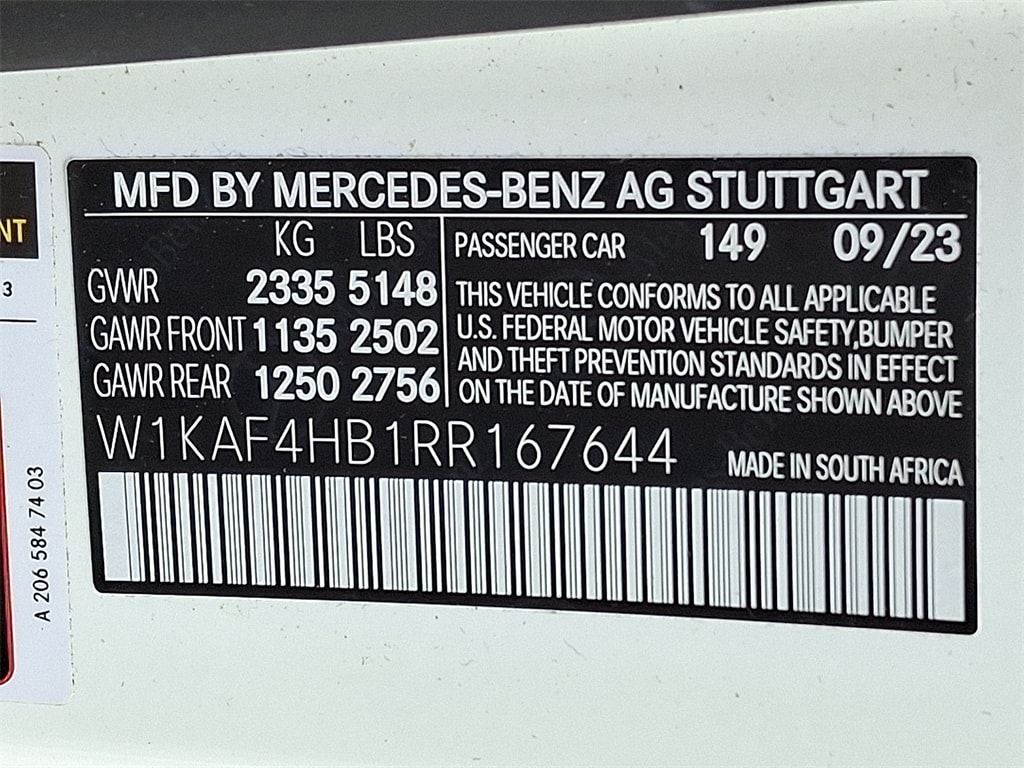 MFD BY MERCEDES-BENZ AG STUTTGART
KG LBS
GVWR 2335 5148
GAWR FRONT 1135 2502
GAWR REAR 1250 2756
PASSENGER CAR 149 09/23
THIS VEHICLE CONFORMS TO ALL APPLICABLE
U.S. FEDERAL MOTOR VEHICLE SAFETY,BUMPER
AND THEFT PREVENTION STANDARDS IN EFFECT
ON THE DATE OF MANUFACTURE SHOWN ABOVE
W1KAF4HB1RR167644
MADE IN SOUTH AFRICA
NT
3
A 206 584 74 03